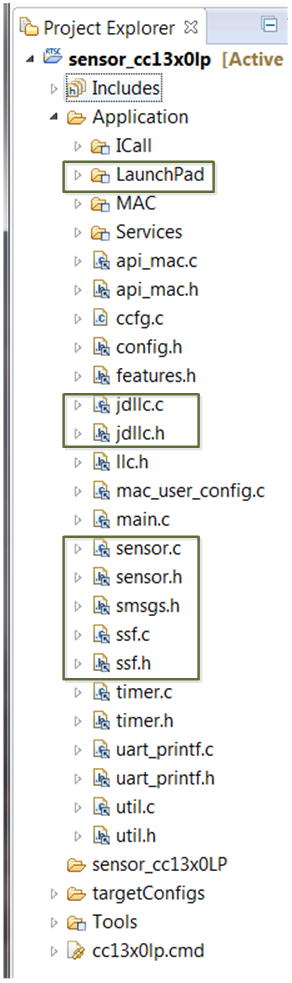 Project Explorer
sensor_cc13x0lp [Active
Includes
Application
ICall
LaunchPad
MAC
Services
api_mac.c
api_mac.h
ccfg.c
config.h
features.h
jdllc.c
jdllc.h
llc.h
mac_user_config.c
main.c
sensor.c
sensor.h
smsgs.h
ssf.c
ssf.h
timer.c
timer.h
uart_printf.c
uart_printf.h
util.c
util.h
sensor_cc13x0LP
targetConfigs
Tools
cc13x0lp.cmd